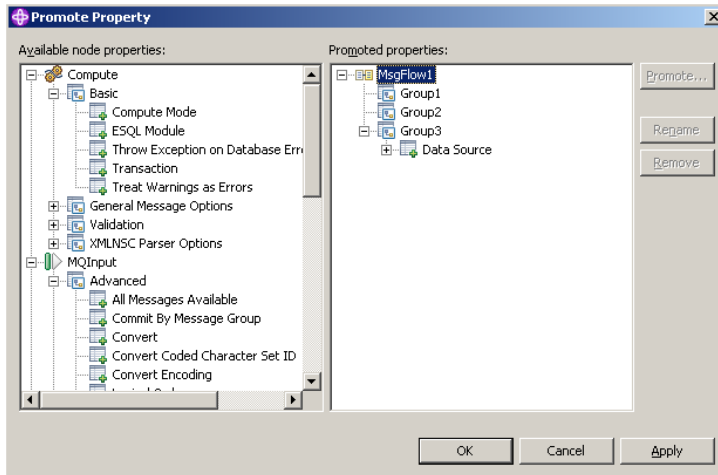 Promote Property
Available node properties:
Compute
Basic
Compute Mode
ESQL Module
Throw Exception on Database Erro
Transaction
Treat Warnings as Errors
General Message Options
Validation
XMLNSC Parser Options
MQInput
Advanced
All Messages Available
Commit By Message Group
Convert
Convert Coded Character Set ID
Convert Encoding
Promoted properties:
MsgFlow1
Group1
Group2
Group3
Data Source
Promote...
Rename
Remove
OK
Cancel
Apply